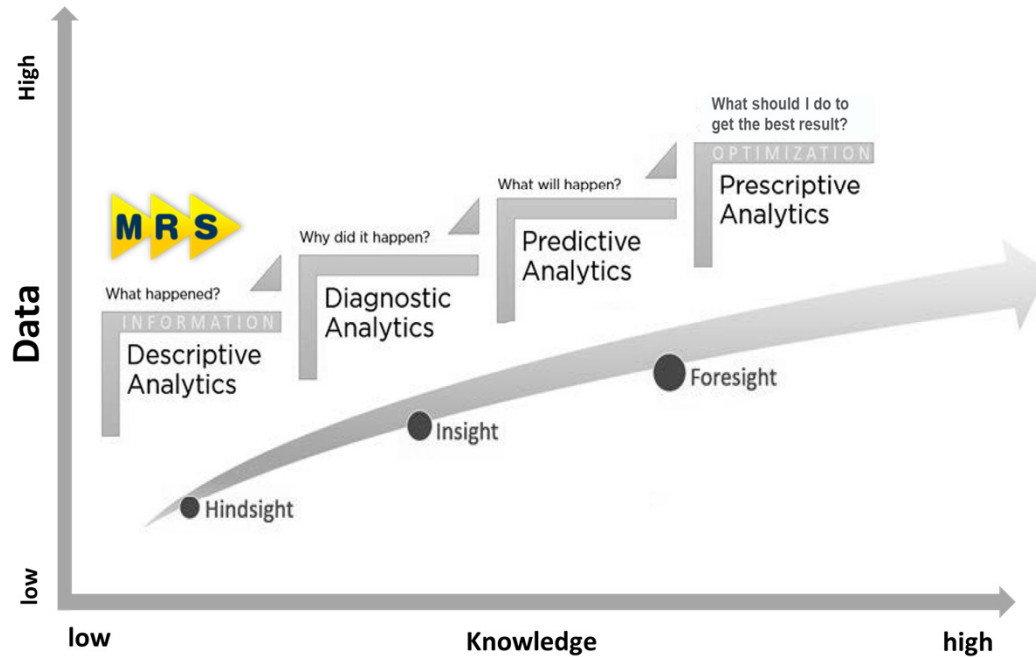 High
What should I do to
get the best result?
OPTIMIZATION
Prescriptive
Analytics
What will happen?
Predictive
Analytics
MRS
Why did it happen?
Diagnostic
Analytics
What happened?
INFORMATION
Descriptive
Analytics
Data
Foresight
Insight
Hindsight
low
low
Knowledge
high